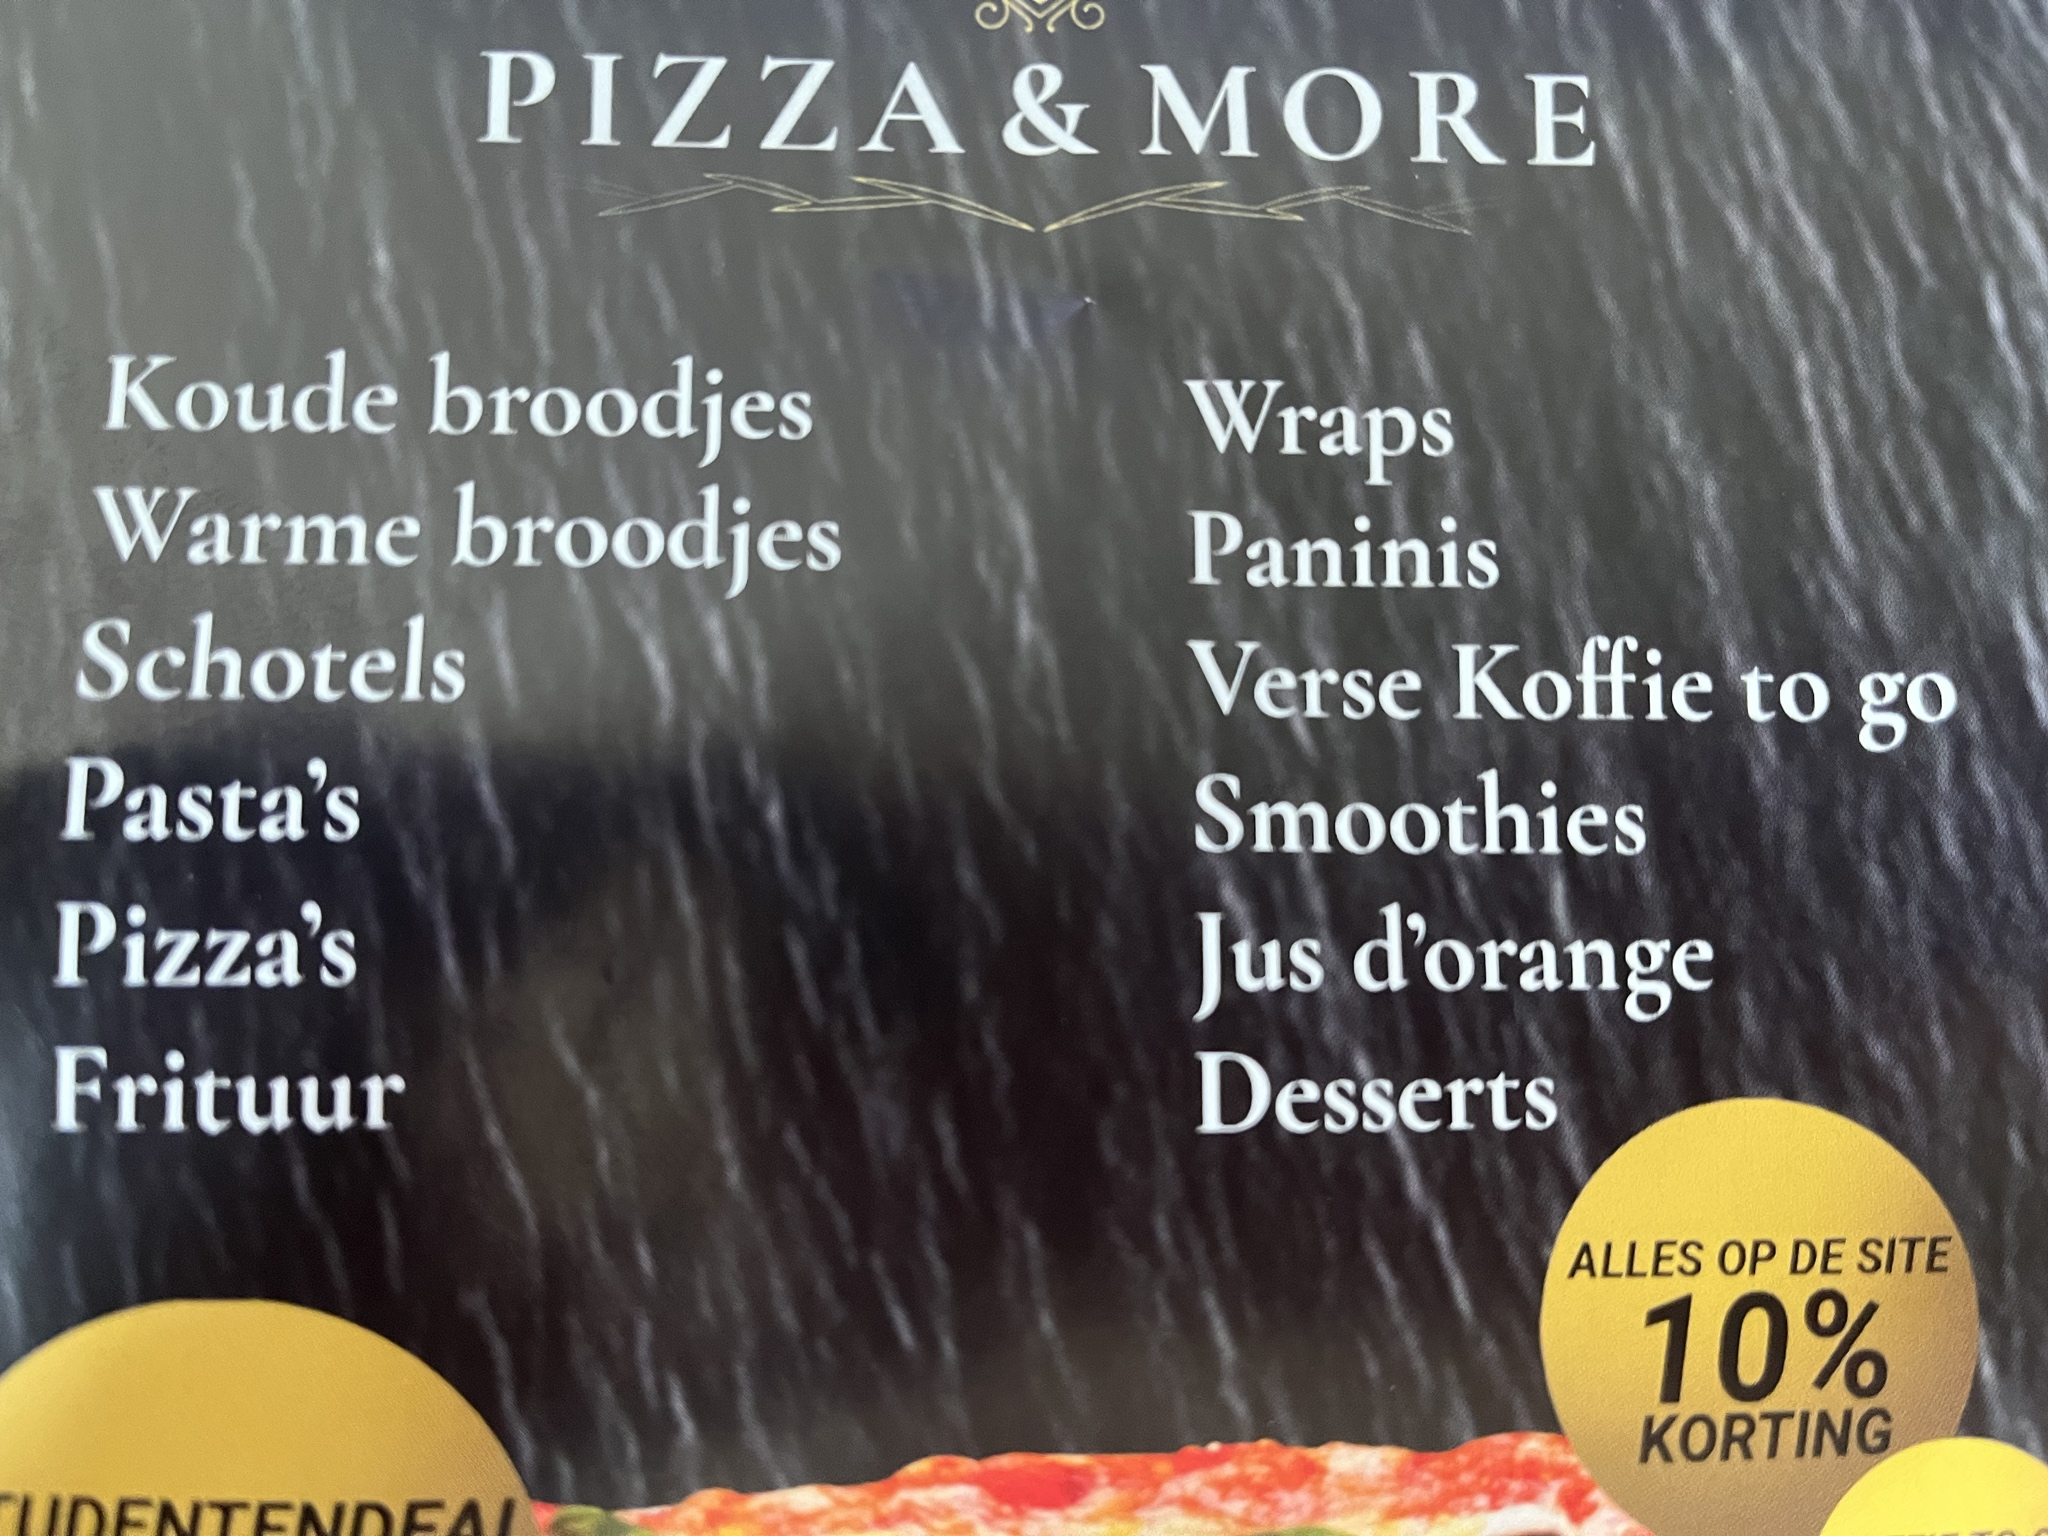 PIZZA & MORE
Koude broodjes
Warme broodjes
Schotels
Pasta's
Pizza's
Frituur
Wraps
Paninis
Verse Koffie to go
Smoothies
Jus d'orange
Desserts
ALLES OP DE SITE
10%
KORTING